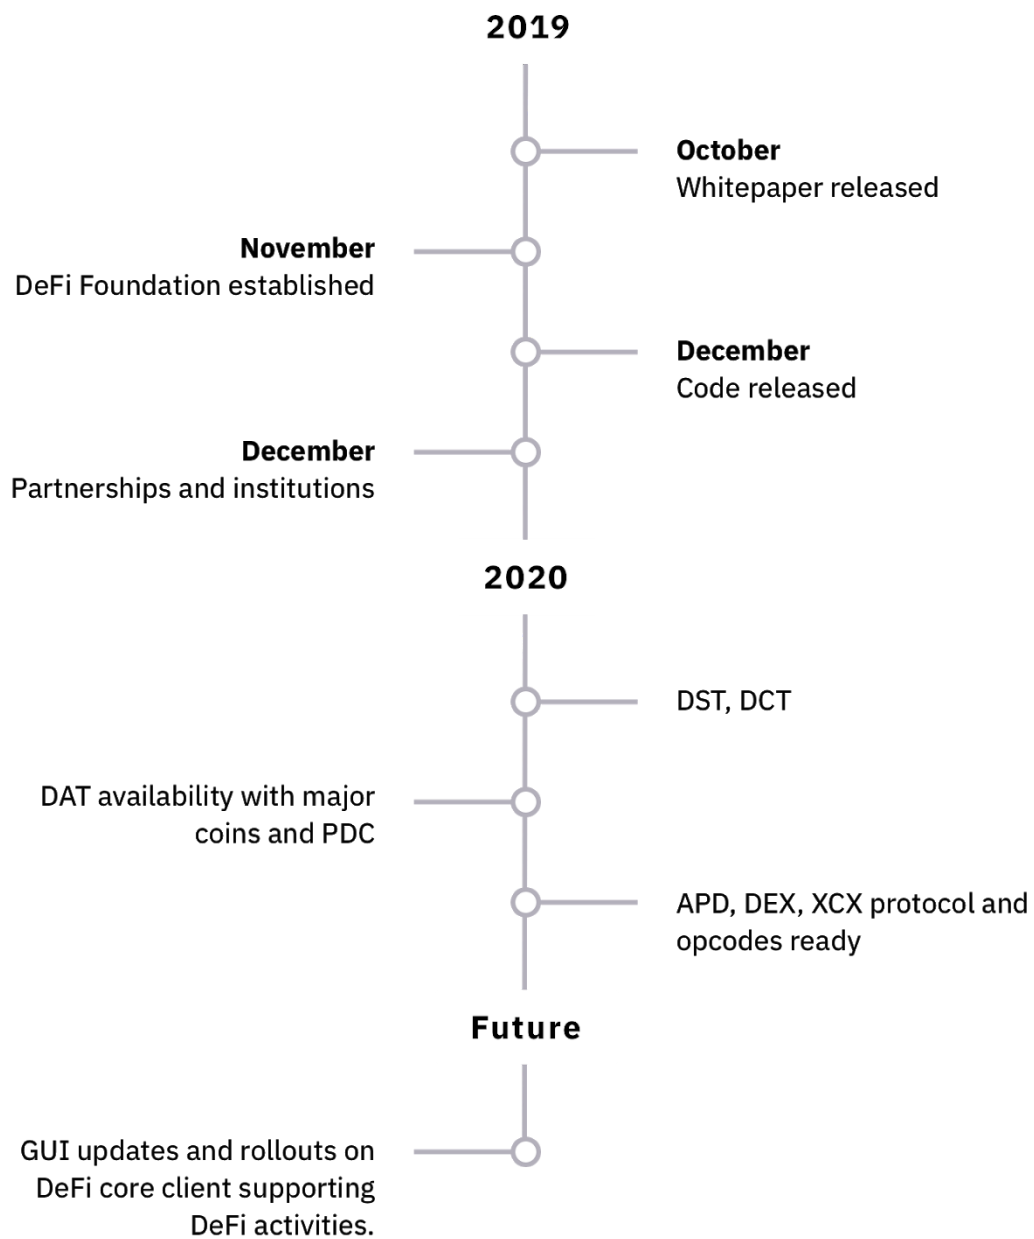 2019
October
Whitepaper released
November
DeFi Foundation established
December
Code released
December
Partnerships and institutions
2020
DST, DCT
DAT availability with major
coins and PDC
APD, DEX, XCX protocol and
opcodes ready
Future
GUI updates and rollouts on
DeFi core client supporting
DeFi activities.